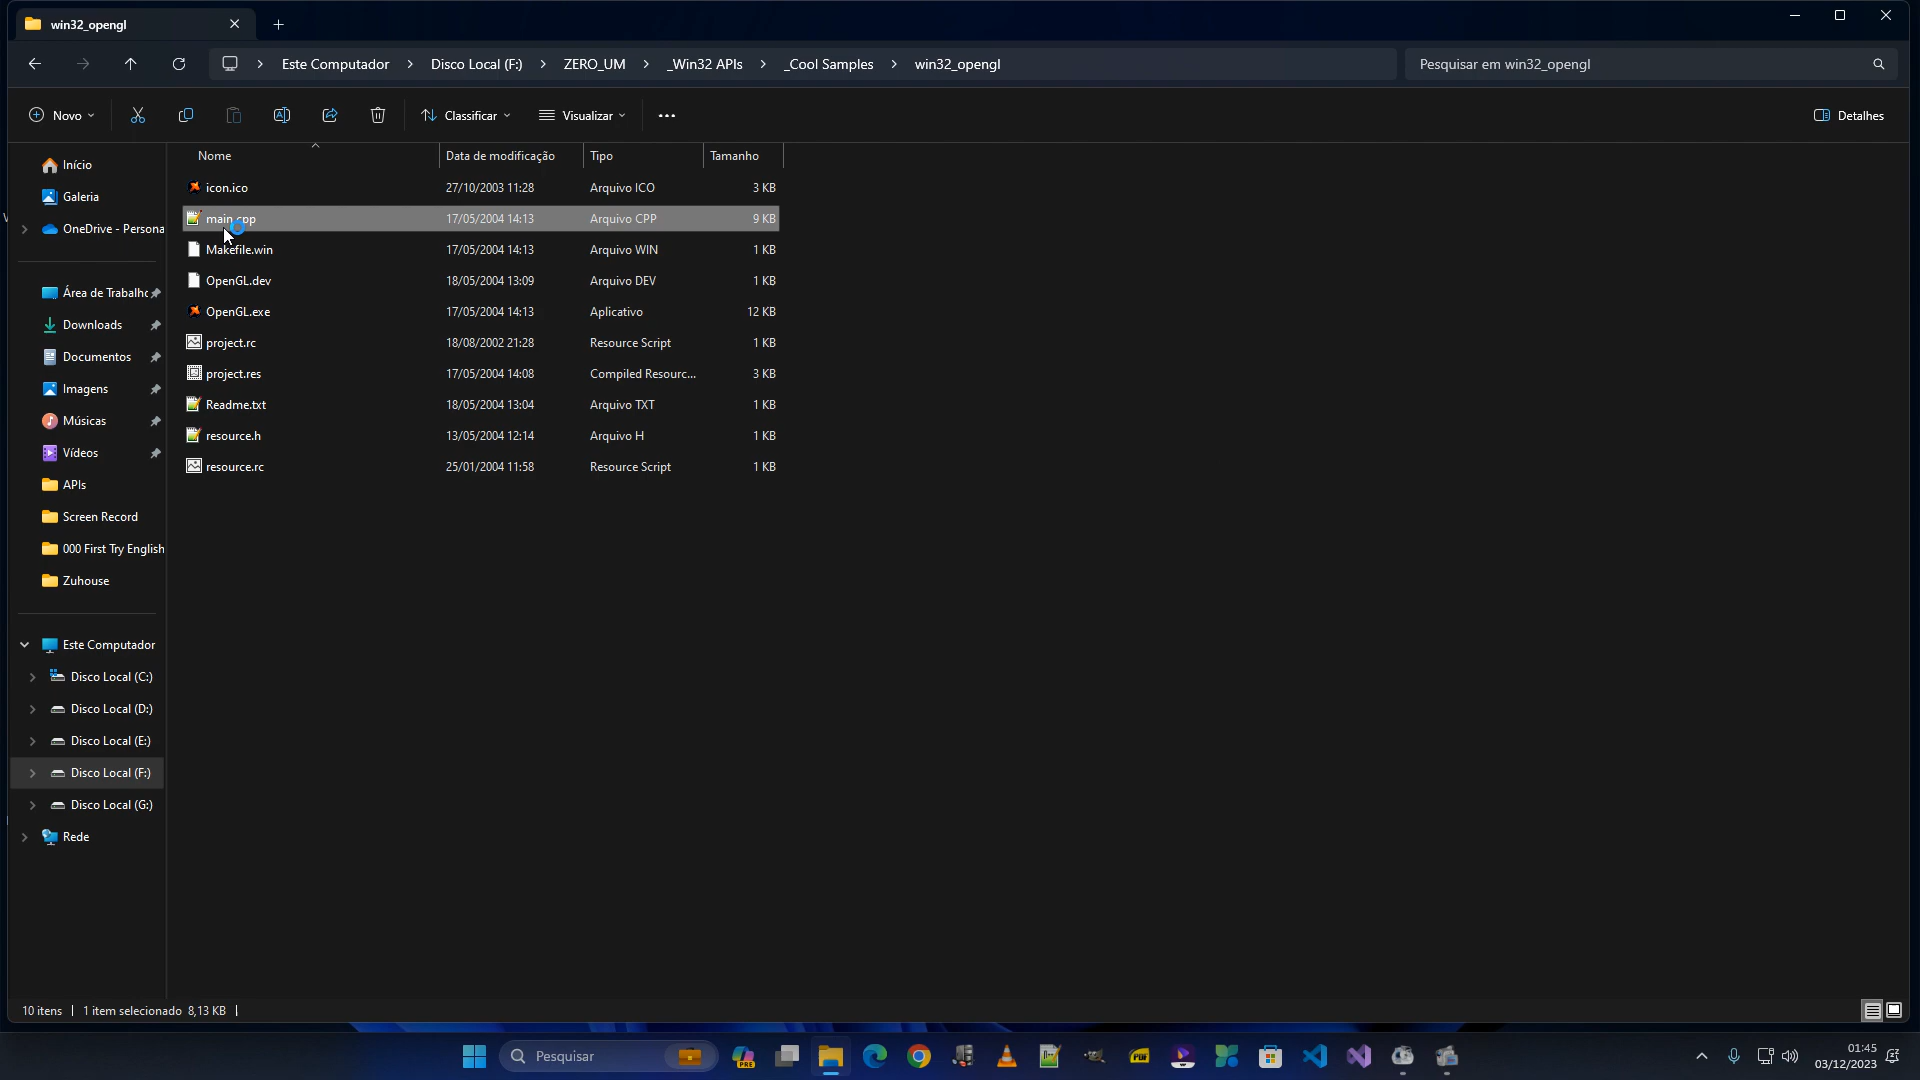 win32_opengl
Este Computador
Disco Local (F:)
ZERO_UM
_Win32 APIs
_Cool Samples
win32_opengl
Pesquisar em win32_opengl
Novo
Classificar
Visualizar
Detalhes
Nome
Data de modificação
Tipo
Tamanho
icon.ico 27/10/2003 11:28 Arquivo ICO 3 KB
main.cpp 17/05/2004 14:13 Arquivo CPP 9 KB
Makefile.win 17/05/2004 14:13 Arquivo WIN 1 KB
OpenGL.dev 18/05/2004 13:09 Arquivo DEV 1 KB
OpenGL.exe 17/05/2004 14:13 Aplicativo 12 KB
project.rc 18/08/2002 21:28 Resource Script 1 KB
project.res 17/05/2004 14:08 Compiled Resourc... 3 KB
Readme.txt 18/05/2004 13:04 Arquivo TXT 1 KB
resource.h 13/05/2004 12:14 Arquivo H 1 KB
resource.rc 25/01/2004 11:58 Resource Script 1 KB
Início
Galeria
OneDrive - Persona
Área de Trabalho
Downloads
Documentos
Imagens
Músicas
Vídeos
APIs
Screen Record
000 First Try English
Zuhouse
Este Computador
Disco Local (C:)
Disco Local (D:)
Disco Local (E:)
Disco Local (F:)
Disco Local (G:)
Rede
10 itens
1 item selecionado 8,13 KB
Pesquisar
PRE
PDF
01:45
03/12/2023